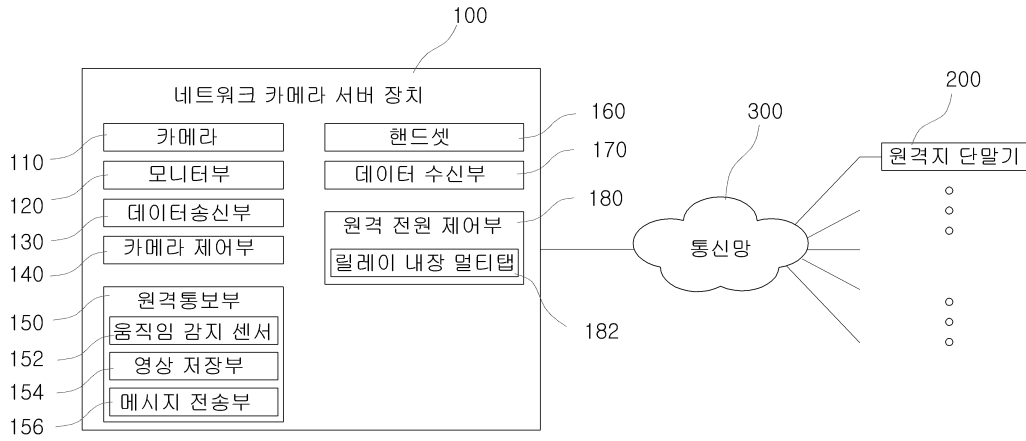 100
네트워크 카메라 서버 장치
200
카메라
핸드셋
160
300
110
원격지 단말기
모니터부
데이터 수신부
170
120
데이터송신부
130
원격 전원 제어부
180
카메라 제어부
140
통신망
릴레이 내장 멀티탭
원격통보부
150
182
움직임 감지 센서
152
영상 저장부
154
메시지 전송부
156